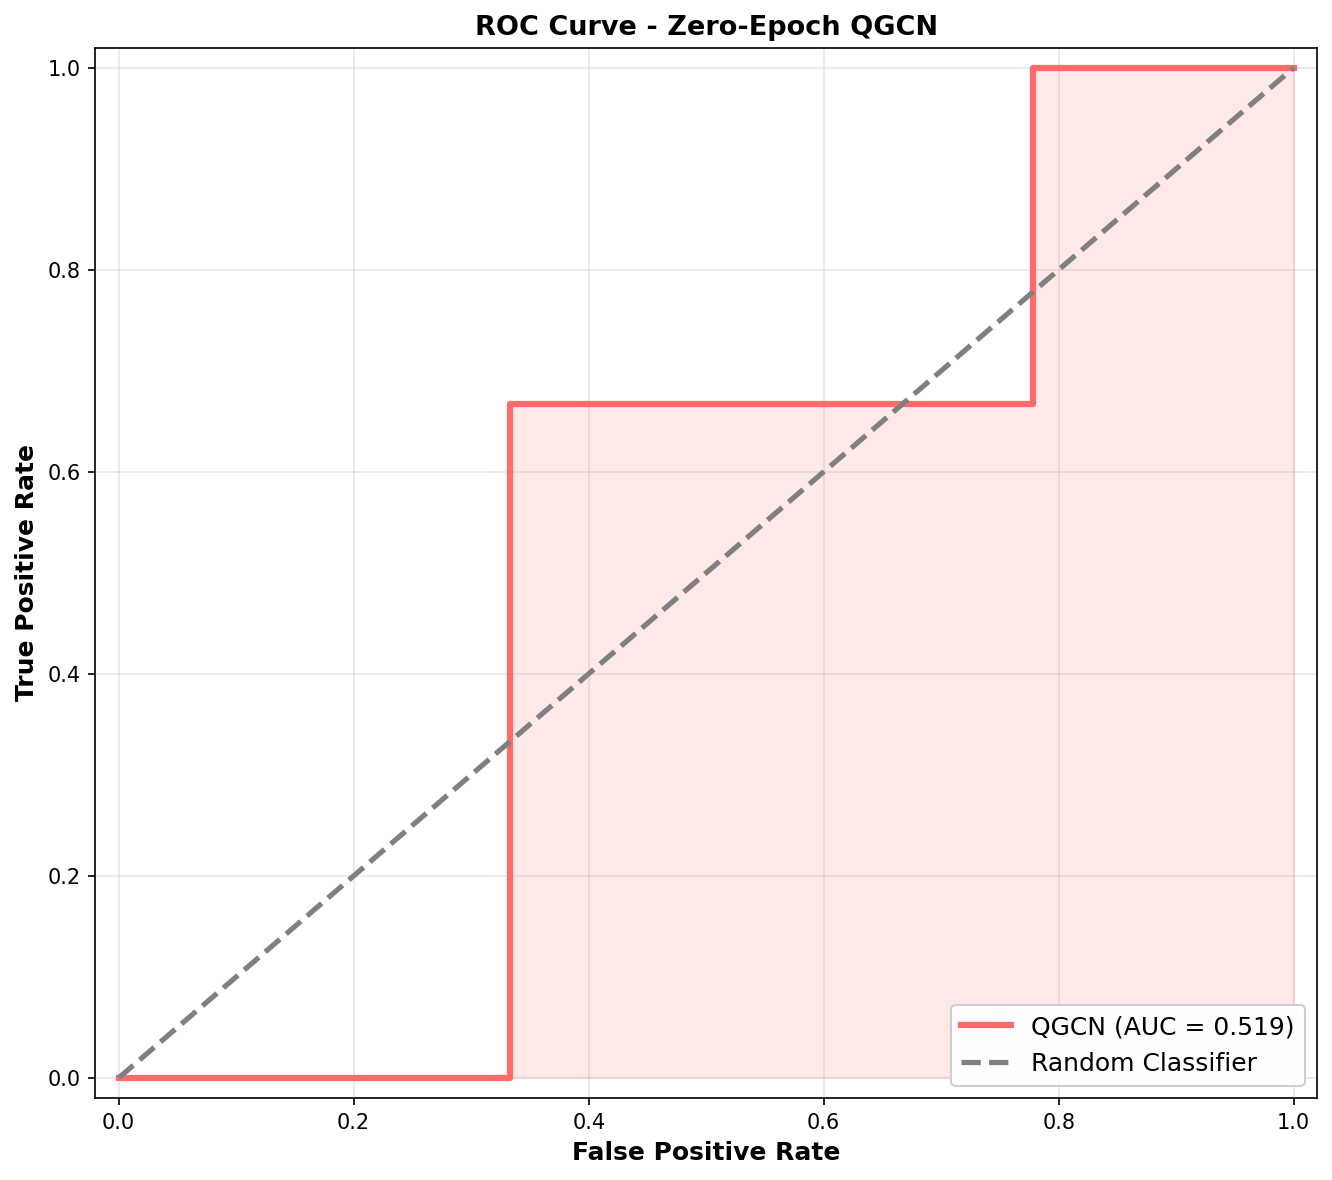 ROC Curve - Zero-Epoch QGCN
1.0
0.8
0.6
0.4
0.2
0.0
True Positive Rate
0.0 0.2 0.4 0.6 0.8 1.0
False Positive Rate
QGCN (AUC = 0.519)
Random Classifier